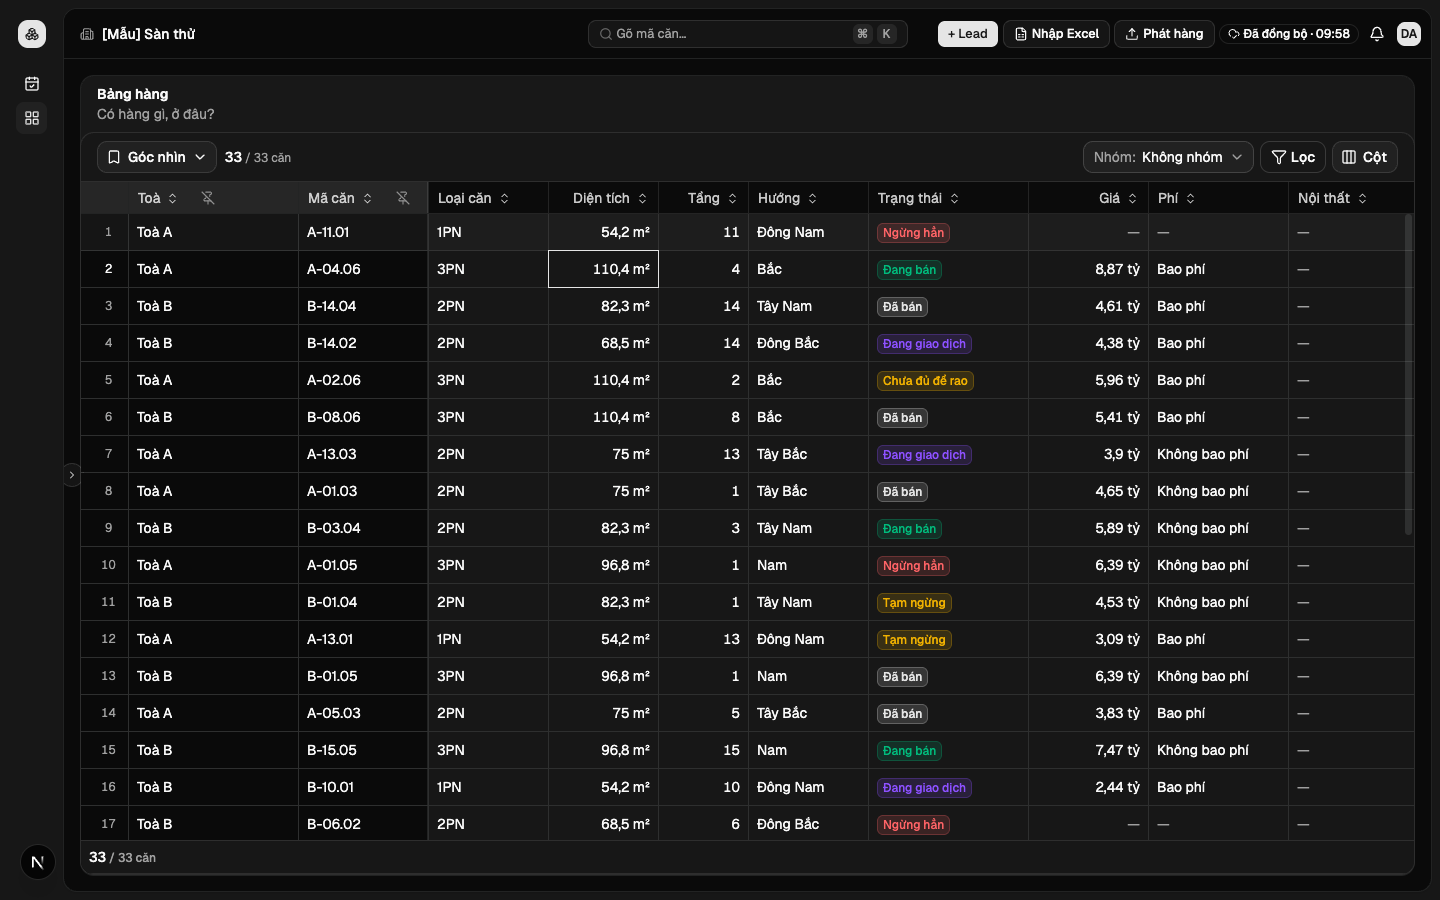 [Mẫu] Sàn thử
Gõ mã căn... ⌘ K
+ Lead
Nhập Excel
Phát hàng
Đã đồng bộ · 09:58
DA
Bảng hàng
Có hàng gì, ở đâu?
Góc nhìn 33 / 33 căn
Nhóm: Không nhóm
Lọc
Cột
Toà Mã căn Loại căn Diện tích Tầng Hướng Trạng thái Giá Phí Nội thất
1 Toà A A-11.01 1PN 54,2 m² 11 Đông Nam Ngừng hẳn — — —
2 Toà A A-04.06 3PN 110,4 m² 4 Bắc Đang bán 8,87 tỷ Bao phí —
3 Toà B B-14.04 2PN 82,3 m² 14 Tây Nam Đã bán 4,61 tỷ Bao phí —
4 Toà B B-14.02 2PN 68,5 m² 14 Đông Bắc Đang giao dịch 4,38 tỷ Bao phí —
5 Toà A A-02.06 3PN 110,4 m² 2 Bắc Chưa đủ để rao 5,96 tỷ Bao phí —
6 Toà B B-08.06 3PN 110,4 m² 8 Bắc Đã bán 5,41 tỷ Bao phí —
7 Toà A A-13.03 2PN 75 m² 13 Tây Bắc Đang giao dịch 3,9 tỷ Không bao phí —
8 Toà A A-01.03 2PN 75 m² 1 Tây Bắc Đã bán 4,65 tỷ Không bao phí —
9 Toà B B-03.04 2PN 82,3 m² 3 Tây Nam Đang bán 5,89 tỷ Không bao phí —
10 Toà A A-01.05 3PN 96,8 m² 1 Nam Ngừng hẳn 6,39 tỷ Không bao phí —
11 Toà B B-01.04 2PN 82,3 m² 1 Tây Nam Tạm ngừng 4,53 tỷ Không bao phí —
12 Toà A A-13.01 1PN 54,2 m² 13 Đông Nam Tạm ngừng 3,09 tỷ Bao phí —
13 Toà B B-01.05 3PN 96,8 m² 1 Nam Đã bán 6,39 tỷ Không bao phí —
14 Toà A A-05.03 2PN 75 m² 5 Tây Bắc Đã bán 3,83 tỷ Bao phí —
15 Toà B B-15.05 3PN 96,8 m² 15 Nam Đang bán 7,47 tỷ Không bao phí —
16 Toà B B-10.01 1PN 54,2 m² 10 Đông Nam Đang giao dịch 2,44 tỷ Bao phí —
17 Toà B B-06.02 2PN 68,5 m² 6 Đông Bắc Ngừng hẳn — — —
33 / 33 căn
N